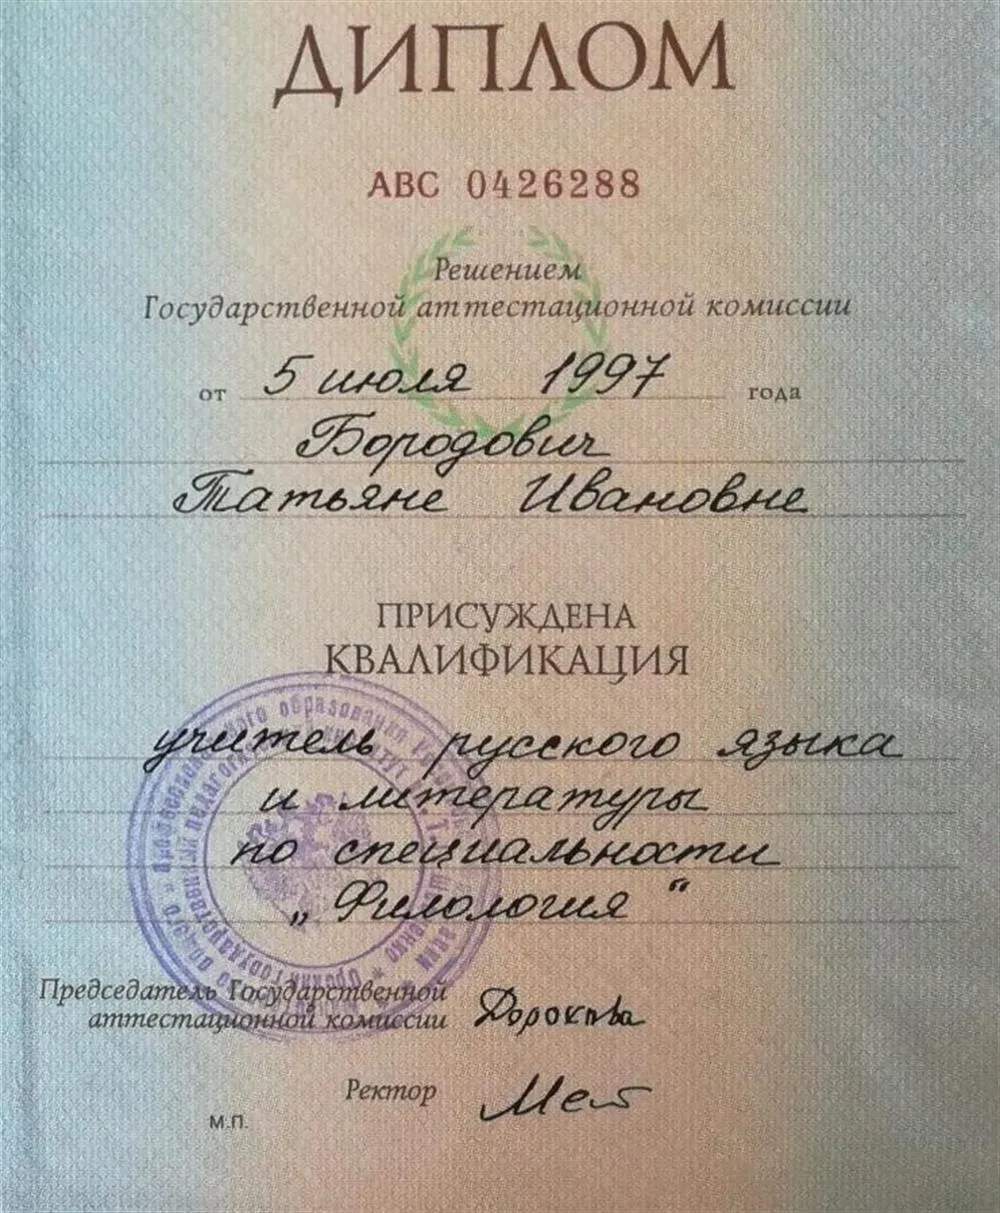 ДИПЛОМ
АВС 0426288
Решением
Государственной аттестационной комиссии
от 5 июля 1997 года
Бородович
Татьяне Ивановне
ПРИСУЖДЕНА
КВАЛИФИКАЦИЯ
учитель русского языка
и литературы
по специальности
„Филология“
Председатель Государственной
аттестационной комиссии
Ректор
М.П.